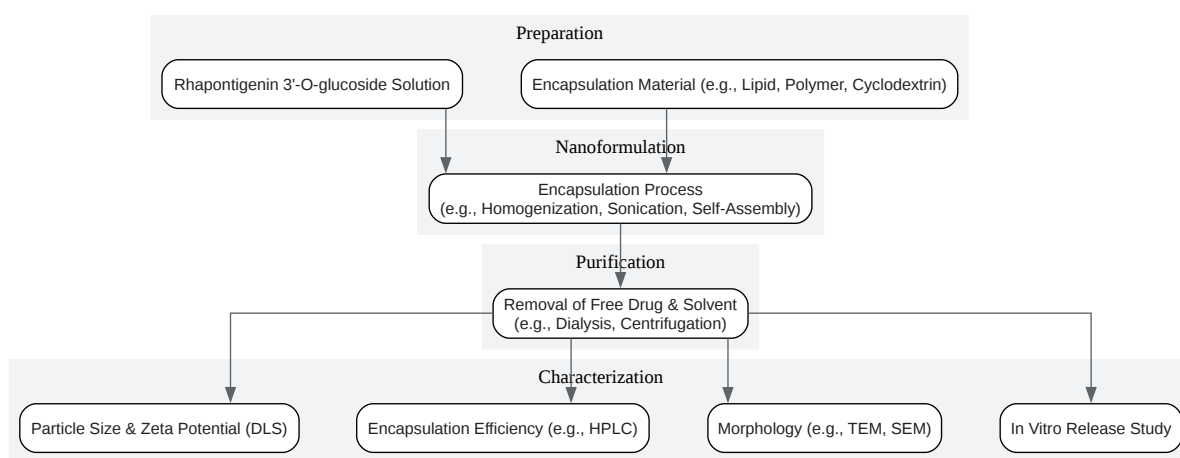 Preparation
Rhapontigenin 3'-O-glucoside Solution
Encapsulation Material (e.g., Lipid, Polymer, Cyclodextrin)
Nanoformulation
Encapsulation Process
(e.g., Homogenization, Sonication, Self-Assembly)
Purification
Removal of Free Drug & Solvent
(e.g., Dialysis, Centrifugation)
Characterization
Particle Size & Zeta Potential (DLS)
Encapsulation Efficiency (e.g., HPLC)
Morphology (e.g., TEM, SEM)
In Vitro Release Study